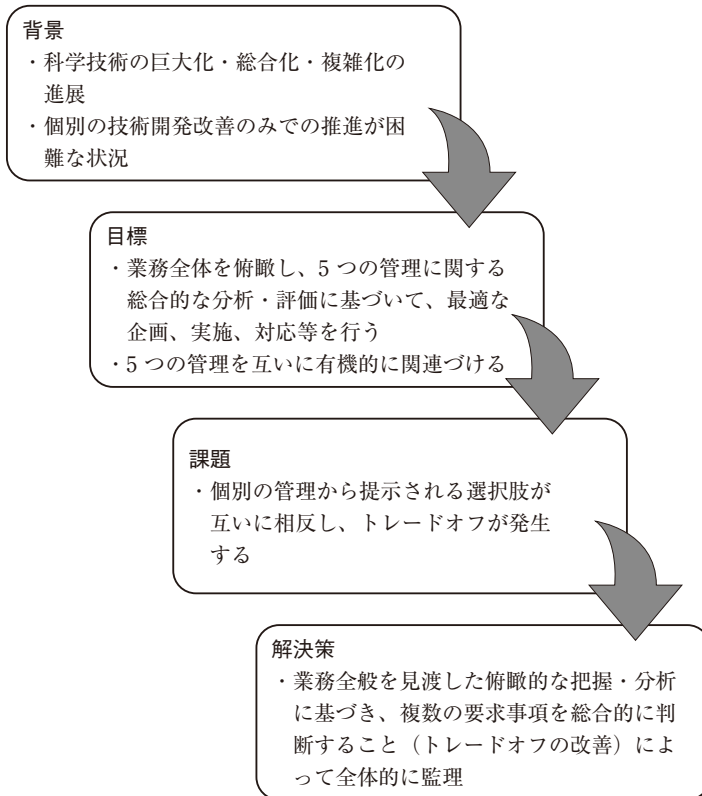 背景
・科学技術の巨大化・総合化・複雑化の
進展
・個別の技術開発改善のみでの推進が困
難な状況
目標
・業務全体を俯瞰し、5 つの管理に関する
総合的な分析・評価に基づいて、最適な
企画、実施、対応等を行う
・5 つの管理を互いに有機的に関連づける
課題
・個別の管理から提示される選択肢が
互いに相反し、トレードオフが発生
する
解決策
・業務全般を見渡した俯瞰的な把握・分析
に基づき、複数の要求事項を総合的に判
断すること（トレードオフの改善）によ
って全体的に監理